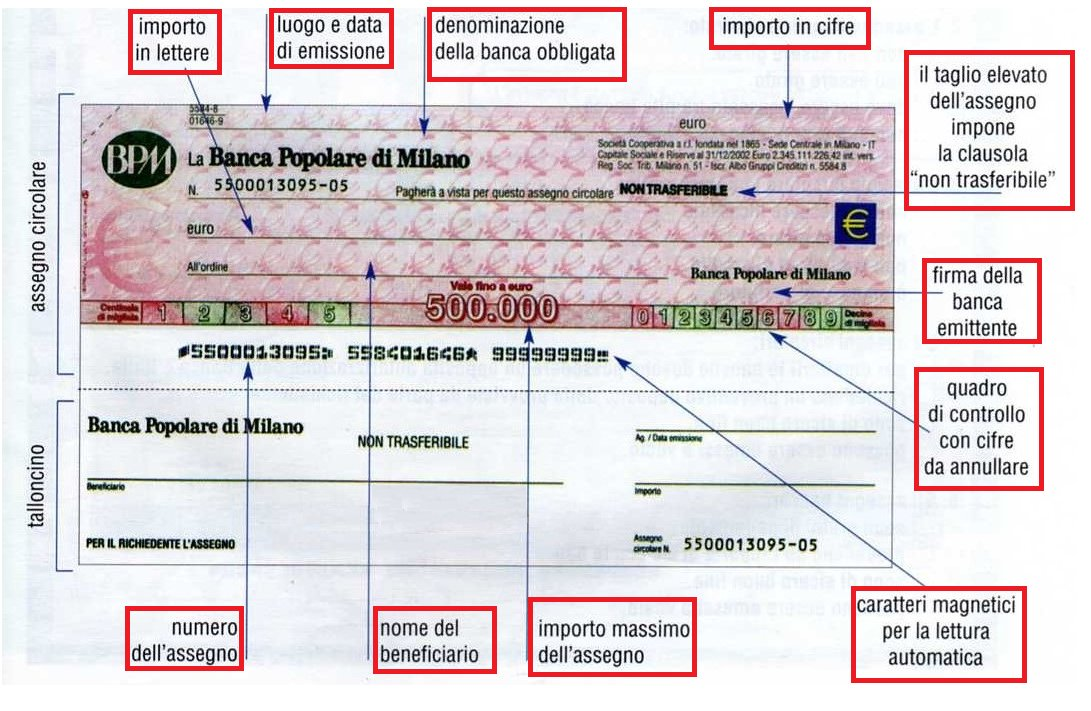 importo
in lettere
luogo e data
di emissione
denominazione
della banca obbligata
importo in cifre
il taglio elevato
dell'assegno
impone
la clausola
"non trasferibile"
assegno circolare
5584-8
01646-9
euro
BPM
La Banca Popolare di Milano
Società Cooperativa a r.l. fondata nel 1865 - Sede Centrale in Milano - IT
Capitale Sociale e Riserve al 31/12/2002 Euro 2.345.111.226,42 int. vers.
Reg. Soc. Trib. Milano n. 51 - Iscr. Albo Gruppi Creditizi n. 5584.8
N. 5500013095-05 Pagherà a vista per questo assegno circolare NON TRASFERIBILE
euro
€
All'ordine
Banca Popolare di Milano
Vale fino a euro
500.000
Centinaia
di migliaia
1 2 3 4 5
0 1 2 3 4 5 6 7 8 9
Decine
di migliaia
5500013095 99999999
firma della
banca
emittente
quadro
di controllo
con cifre
da annullare
talloncino
Banca Popolare di Milano
NON TRASFERIBILE
Ag. / Data emissione
Beneficiario
Importo
PER IL RICHIEDENTE L'ASSEGNO
Assegno
circolare N. 5500013095-05
numero
dell'assegno
nome del
beneficiario
importo massimo
dell'assegno
caratteri magnetici
per la lettura
automatica